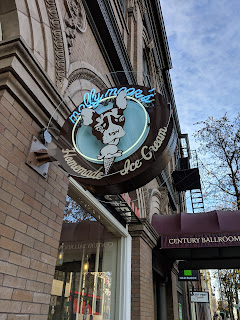 molly moon's
Homemade Ice Cream
CENTURY BALLROOM